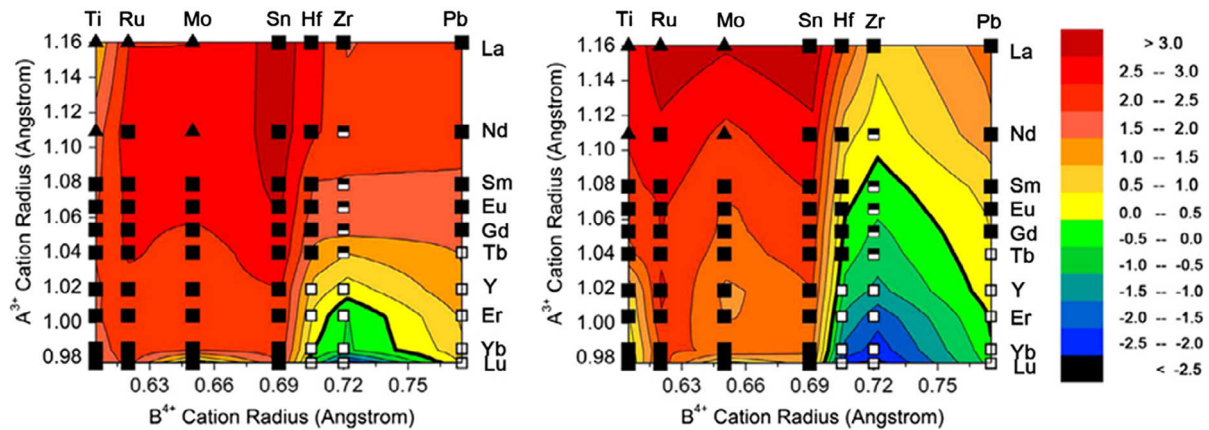 Ti Ru Mo Sn Hf Zr Pb
1.16
1.14
1.12
1.10
1.08
1.06
1.04
1.02
1.00
0.98
A3+ Cation Radius (Angstrom)
La
Nd
Sm
Eu
Gd
Tb
Y
Er
Yb
Lu
0.63 0.66 0.69 0.72 0.75
B4+ Cation Radius (Angstrom)
Ti Ru Mo Sn Hf Zr Pb
1.16
1.14
1.12
1.10
1.08
1.06
1.04
1.02
1.00
0.98
A3+ Cation Radius (Angstrom)
La
Nd
Sm
Eu
Gd
Tb
Y
Er
Yb
Lu
0.63 0.66 0.69 0.72 0.75
B4+ Cation Radius (Angstrom)
> 3.0
2.5 -- 3.0
2.0 -- 2.5
1.5 -- 2.0
1.0 -- 1.5
0.5 -- 1.0
0.0 -- 0.5
-0.5 -- 0.0
-1.0 -- -0.5
-1.5 -- -1.0
-2.0 -- -1.5
-2.5 -- -2.0
< -2.5